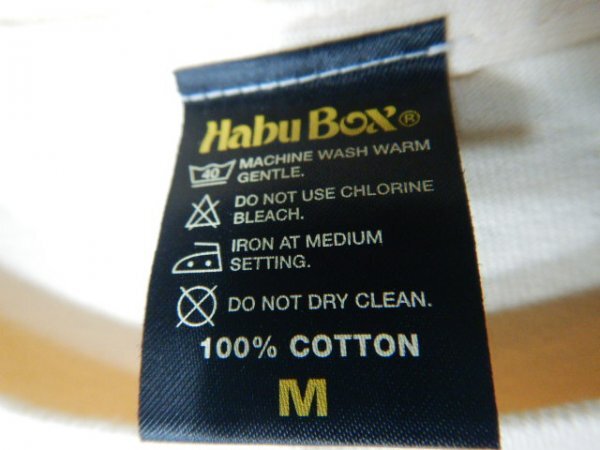 Habu Box®
40 MACHINE WASH WARM
GENTLE.
DO NOT USE CHLORINE
BLEACH.
IRON AT MEDIUM
SETTING.
DO NOT DRY CLEAN.
100% COTTON
M